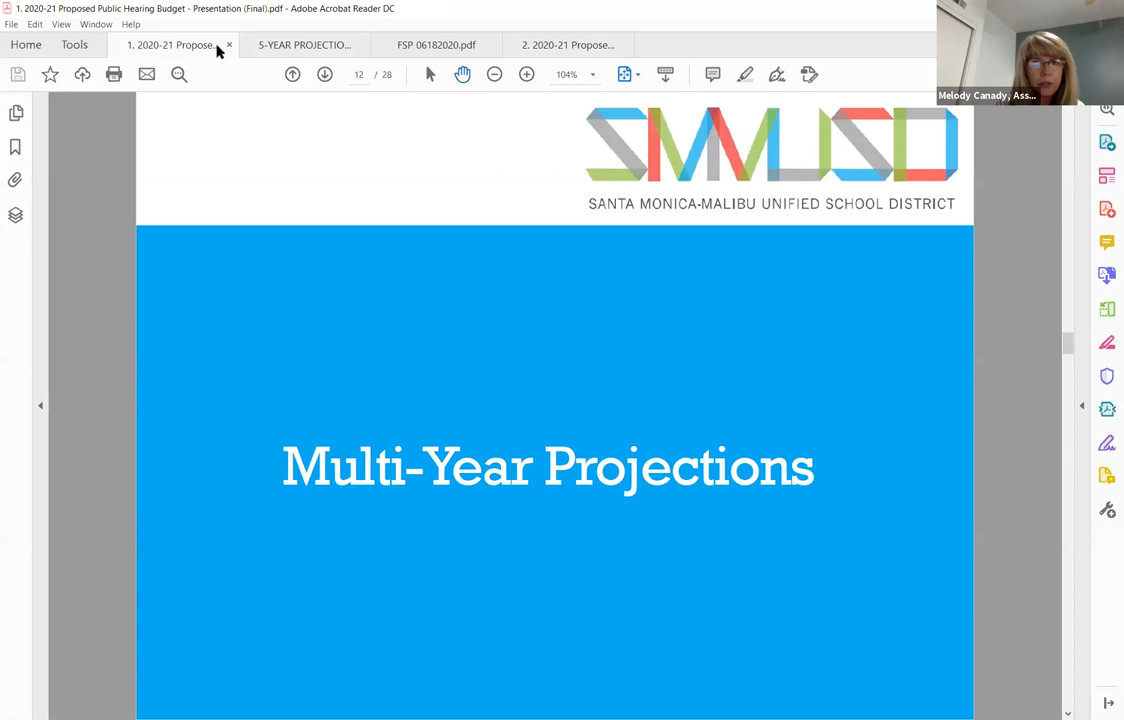 1. 2020-21 Proposed Public Hearing Budget - Presentation (Final).pdf - Adobe Acrobat Reader DC
File Edit View Window Help
Home Tools 1. 2020-21 Propose... × 5-YEAR PROJECTIO... FSP 06182020.pdf 2. 2020-21 Propose...
12 / 28 104%
Melody Canady, Ass...
SMMUSD
SANTA MONICA-MALIBU UNIFIED SCHOOL DISTRICT
Multi-Year Projections